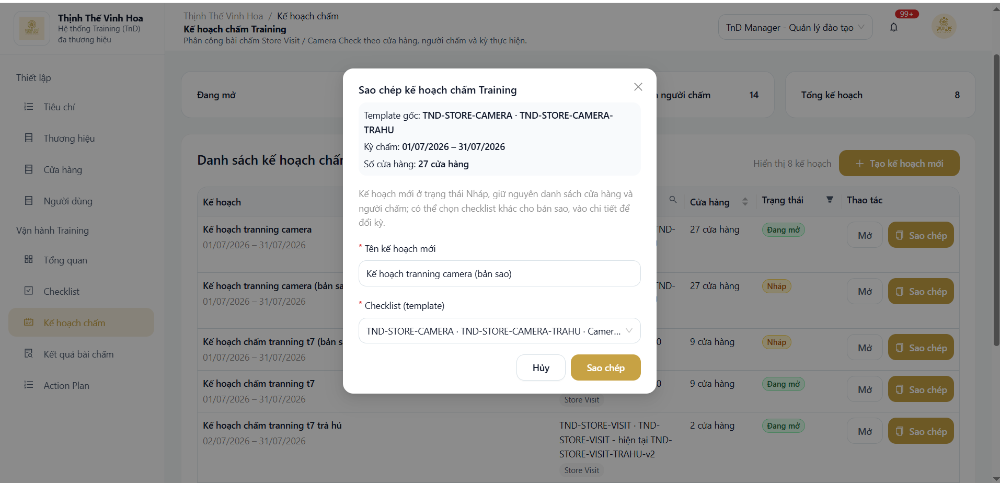 Thịnh Thế Vinh Hoa
Hệ thống Training (TnD)
đa thương hiệu
Thịnh Thế Vinh Hoa / Kế hoạch chấm
Kế hoạch chấm Training
Phân công bài chấm Store Visit / Camera Check theo cửa hàng, người chấm và kỳ thực hiện.
TnD Manager - Quản lý đào tạo
99+
Thiết lập
Tiêu chí
Thương hiệu
Cửa hàng
Người dùng
Vận hành Training
Tổng quan
Checklist
Kế hoạch chấm
Kết quả bài chấm
Action Plan
Đang mở
người chấm 14
Tổng kế hoạch 8
Danh sách kế hoạch chấm
Hiển thị 8 kế hoạch
+ Tạo kế hoạch mới
Kế hoạch Cửa hàng Trạng thái Thao tác
Kế hoạch tranning camera
01/07/2026 – 31/07/2026
TND-
27 cửa hàng Đang mở Mở Sao chép
Kế hoạch tranning camera (bản sa
01/07/2026 – 31/07/2026
TND-
27 cửa hàng Nháp Mở Sao chép
Kế hoạch chấm tranning t7 (bản s
01/07/2026 – 31/07/2026
0
9 cửa hàng Nháp Mở Sao chép
Kế hoạch chấm tranning t7
01/07/2026 – 31/07/2026
0
Store Visit
9 cửa hàng Đang mở Mở Sao chép
Kế hoạch chấm tranning t7 trà hú
02/07/2026 – 31/07/2026
TND-STORE-VISIT · TND-
STORE-VISIT - hiện tại TND-
STORE-VISIT-TRAHU-v2
Store Visit
2 cửa hàng Đang mở Mở Sao chép
Sao chép kế hoạch chấm Training
Template gốc: TND-STORE-CAMERA · TND-STORE-CAMERA-
TRAHU
Kỳ chấm: 01/07/2026 – 31/07/2026
Số cửa hàng: 27 cửa hàng
Kế hoạch mới ở trạng thái Nháp, giữ nguyên danh sách cửa hàng và
người chấm; có thể chọn checklist khác cho bản sao, vào chi tiết để
đổi kỳ.
* Tên kế hoạch mới
Kế hoạch tranning camera (bản sao)
* Checklist (template)
TND-STORE-CAMERA · TND-STORE-CAMERA-TRAHU · Camer...
Hủy Sao chép